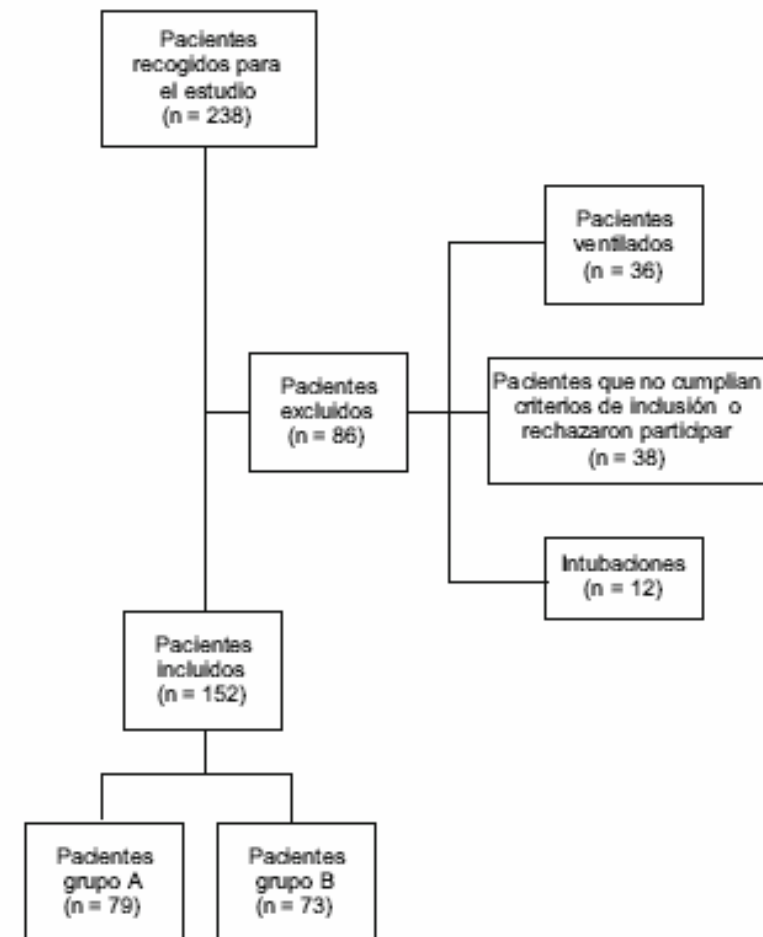 Pacientes
recogidos para
el estudio
(n = 238)
Pacientes
ventilados
(n = 36)
Pacientes
excluidos
(n = 86)
Pacientes que no cumplian
criterios de inclusión o
rechazaron participar
(n = 38)
Intubaciones
(n = 12)
Pacientes
incluidos
(n = 152)
Pacientes
grupo A
(n = 79)
Pacientes
grupo B
(n = 73)